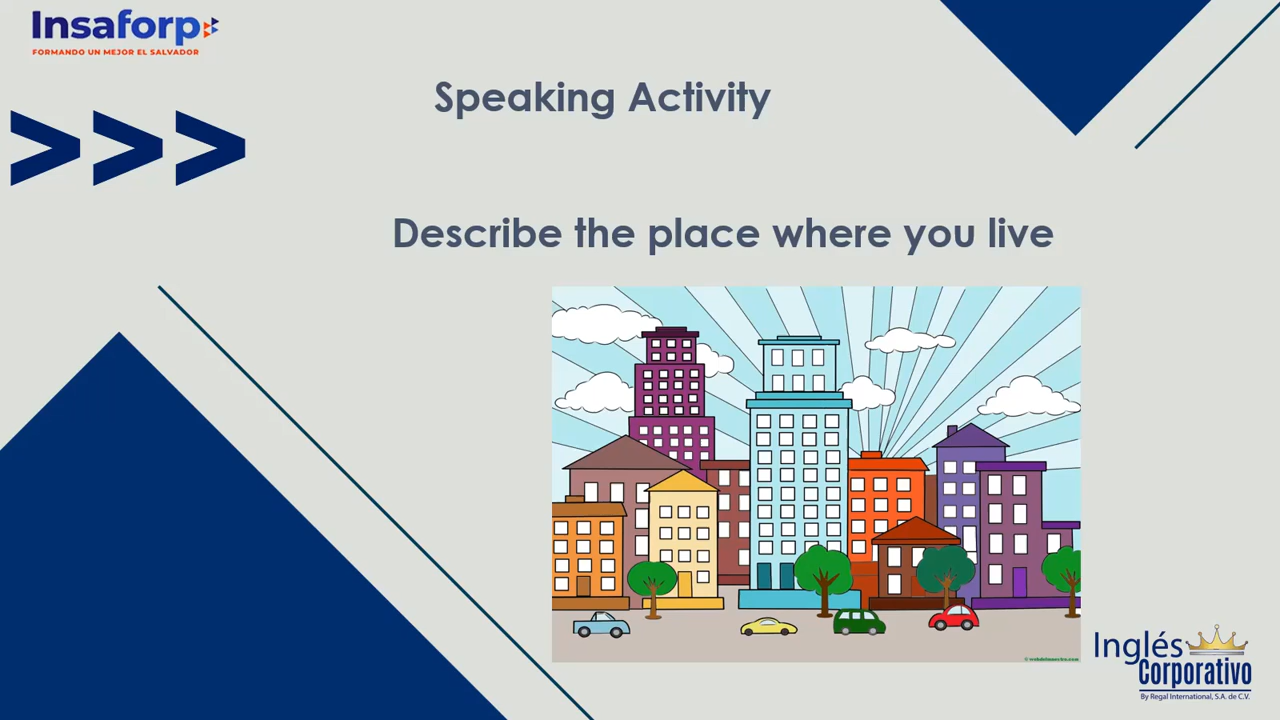 Insaforp
FORMANDO UN MEJOR EL SALVADOR
Speaking Activity
>>>
Describe the place where you live
Inglés
Corporativo
By Regal International, S.A. de C.V.